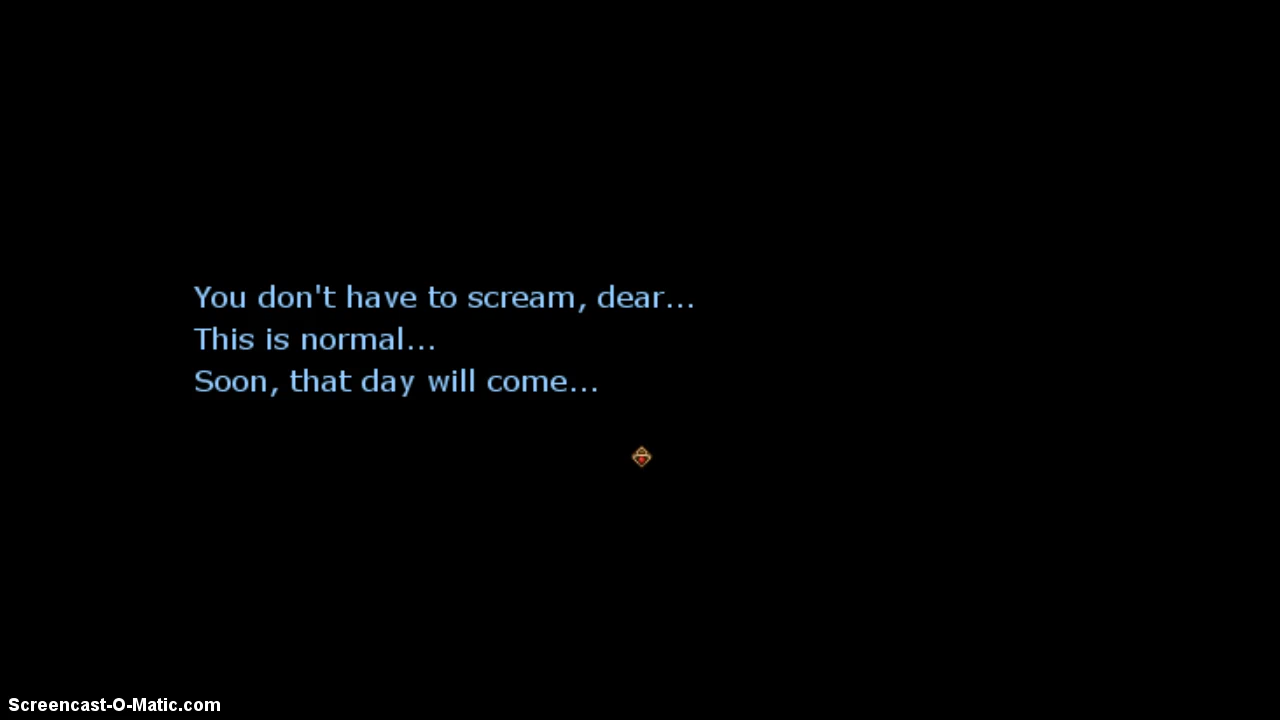 You don't have to scream, dear...
This is normal...
Soon, that day will come...
Screencast-O-Matic.com